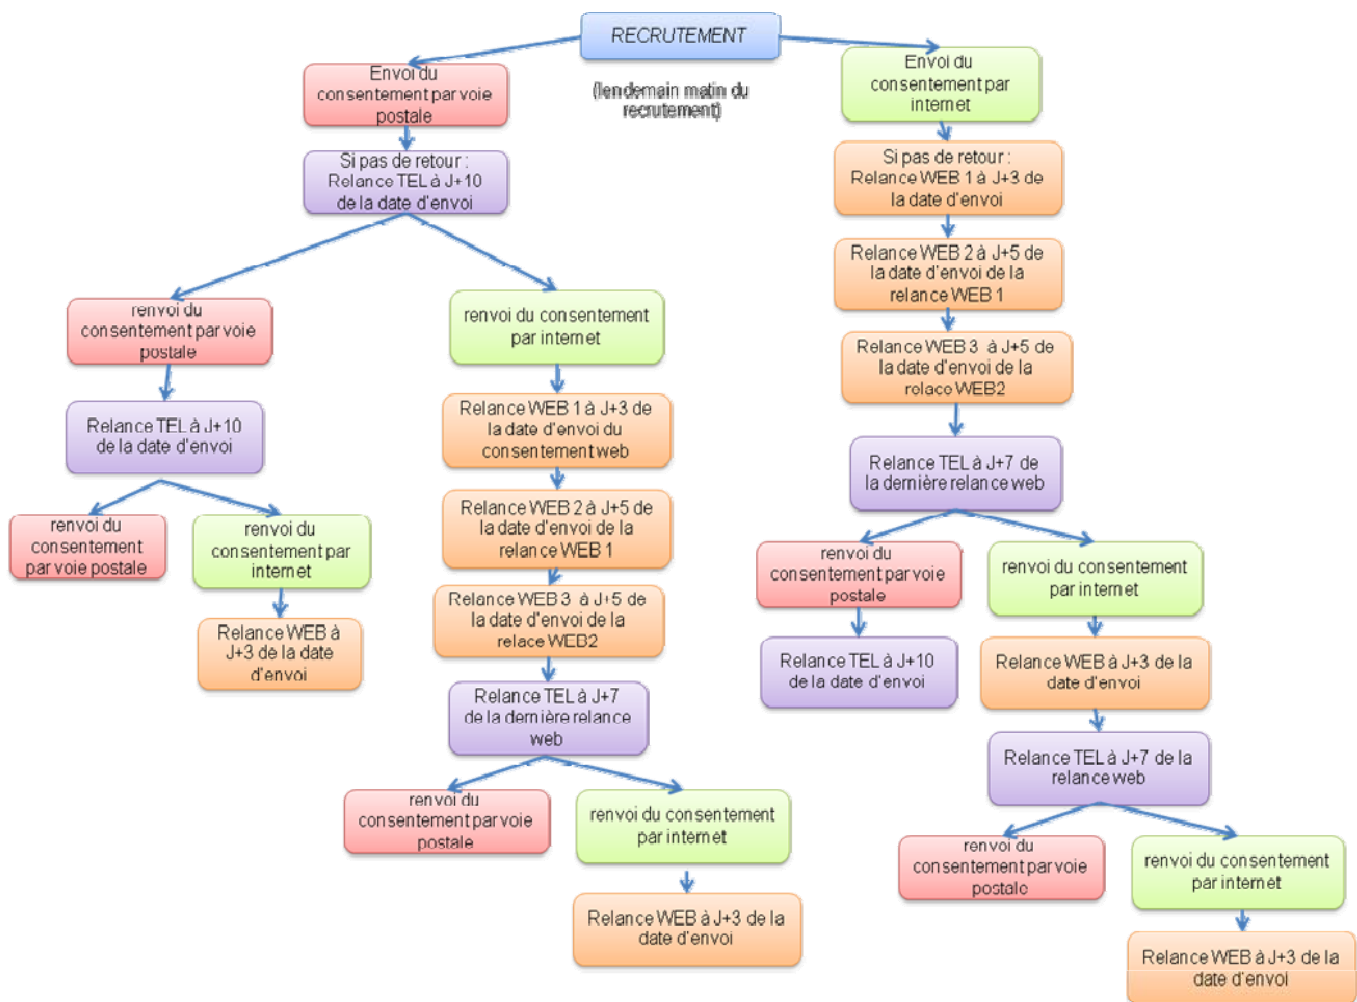 RECRUTEMENT
(lendemain matin du
recrutement)
Envoi du
consentement par voie
postale
Si pas de retour :
Relance TEL à J+10
de la date d'envoi
renvoi du
consentement par voie
postale
Relance TEL à J+10
de la date d'envoi
renvoi du
consentement
par voie postale
renvoi du
consentement par
internet
Relance WEB à
J+3 de la date
d'envoi
renvoi du consentement
par internet
Relance WEB 1 à J+3 de
la date d'envoi du
consentement web
Relance WEB 2 à J+5 de
la date d'envoi de la
relance WEB 1
Relance WEB 3 à J+5 de
la date d'envoi de la
relace WEB2
Relance TEL à J+7
de la dernière relance
web
renvoi du
consentement par voie
postale
renvoi du consentement
par internet
Relance WEB à J+3 de la
date d'envoi
Envoi du
consentement par
internet
Si pas de retour :
Relance WEB 1 à J+3 de
la date d'envoi
Relance WEB 2 à J+5 de
la date d'envoi de la
relance WEB 1
Relance WEB 3 à J+5 de
la date d'envoi de la
relace WEB2
Relance TEL à J+7 de
la dernière relance web
renvoi du
consentement par voie
postale
Relance TEL à J+10
de la date d'envoi
renvoi du consentement
par internet
Relance WEB à J+3 de la
date d'envoi
Relance TEL à J+7 de la
relance web
renvoi du
consentement par voie
postale
renvoi du consentement
par internet
Relance WEB à J+3 de la
date d'envoi